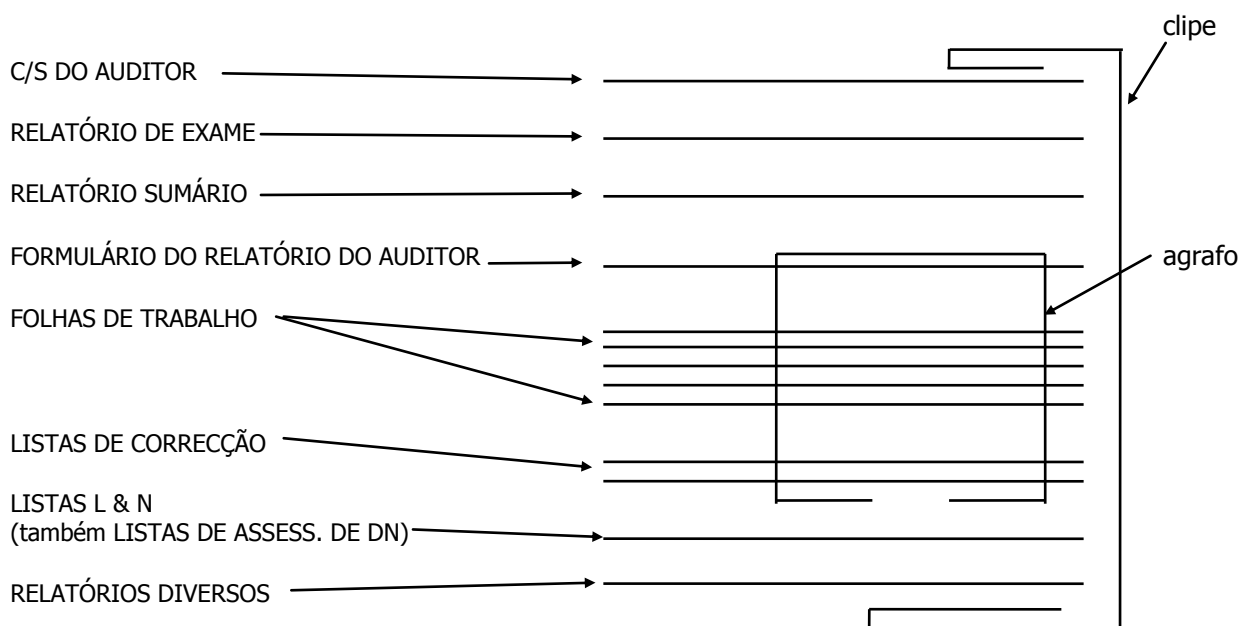 clipe
C/S DO AUDITOR
RELATÓRIO DE EXAME
RELATÓRIO SUMÁRIO
FORMULÁRIO DO RELATÓRIO DO AUDITOR
agrafo
FOLHAS DE TRABALHO
LISTAS DE CORRECÇÃO
LISTAS L & N
(também LISTAS DE ASSESS. DE DN)
RELATÓRIOS DIVERSOS